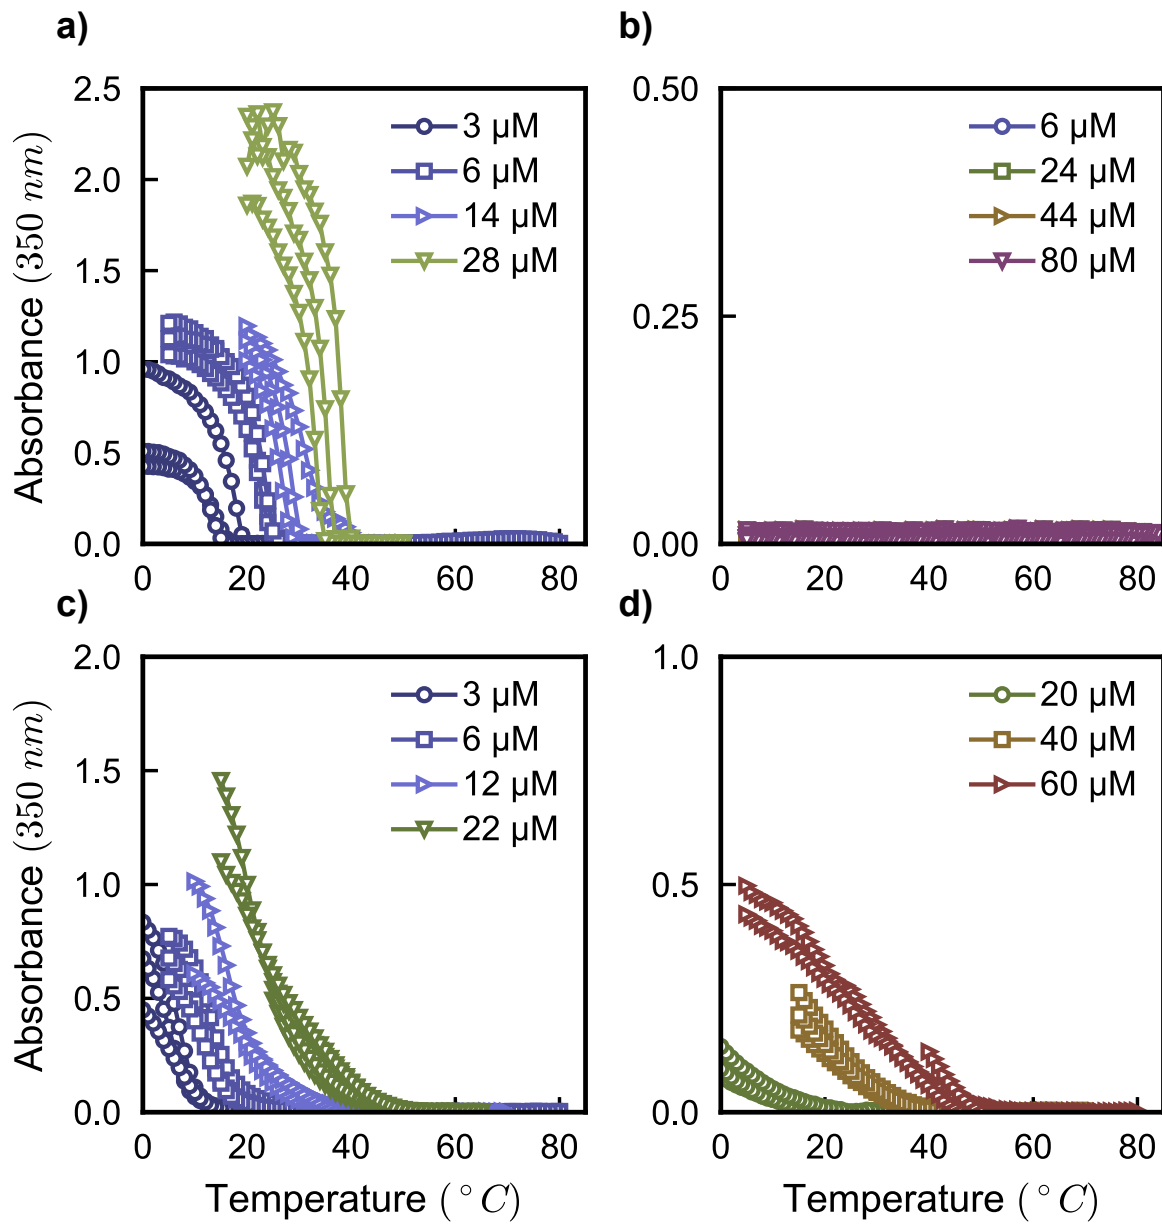 a)
Absorbance (350 nm)
2.5
2.0
1.5
1.0
0.5
0.0
0
20
40
60
80
3 µM
6 µM
14 µM
28 µM
b)
0.50
0.25
0.00
0
20
40
60
80
6 µM
24 µM
44 µM
80 µM
c)
Absorbance (350 nm)
2.0
1.5
1.0
0.5
0.0
0
20
40
60
80
Temperature (°C)
3 µM
6 µM
12 µM
22 µM
d)
1.0
0.5
0.0
0
20
40
60
80
Temperature (°C)
20 µM
40 µM
60 µM